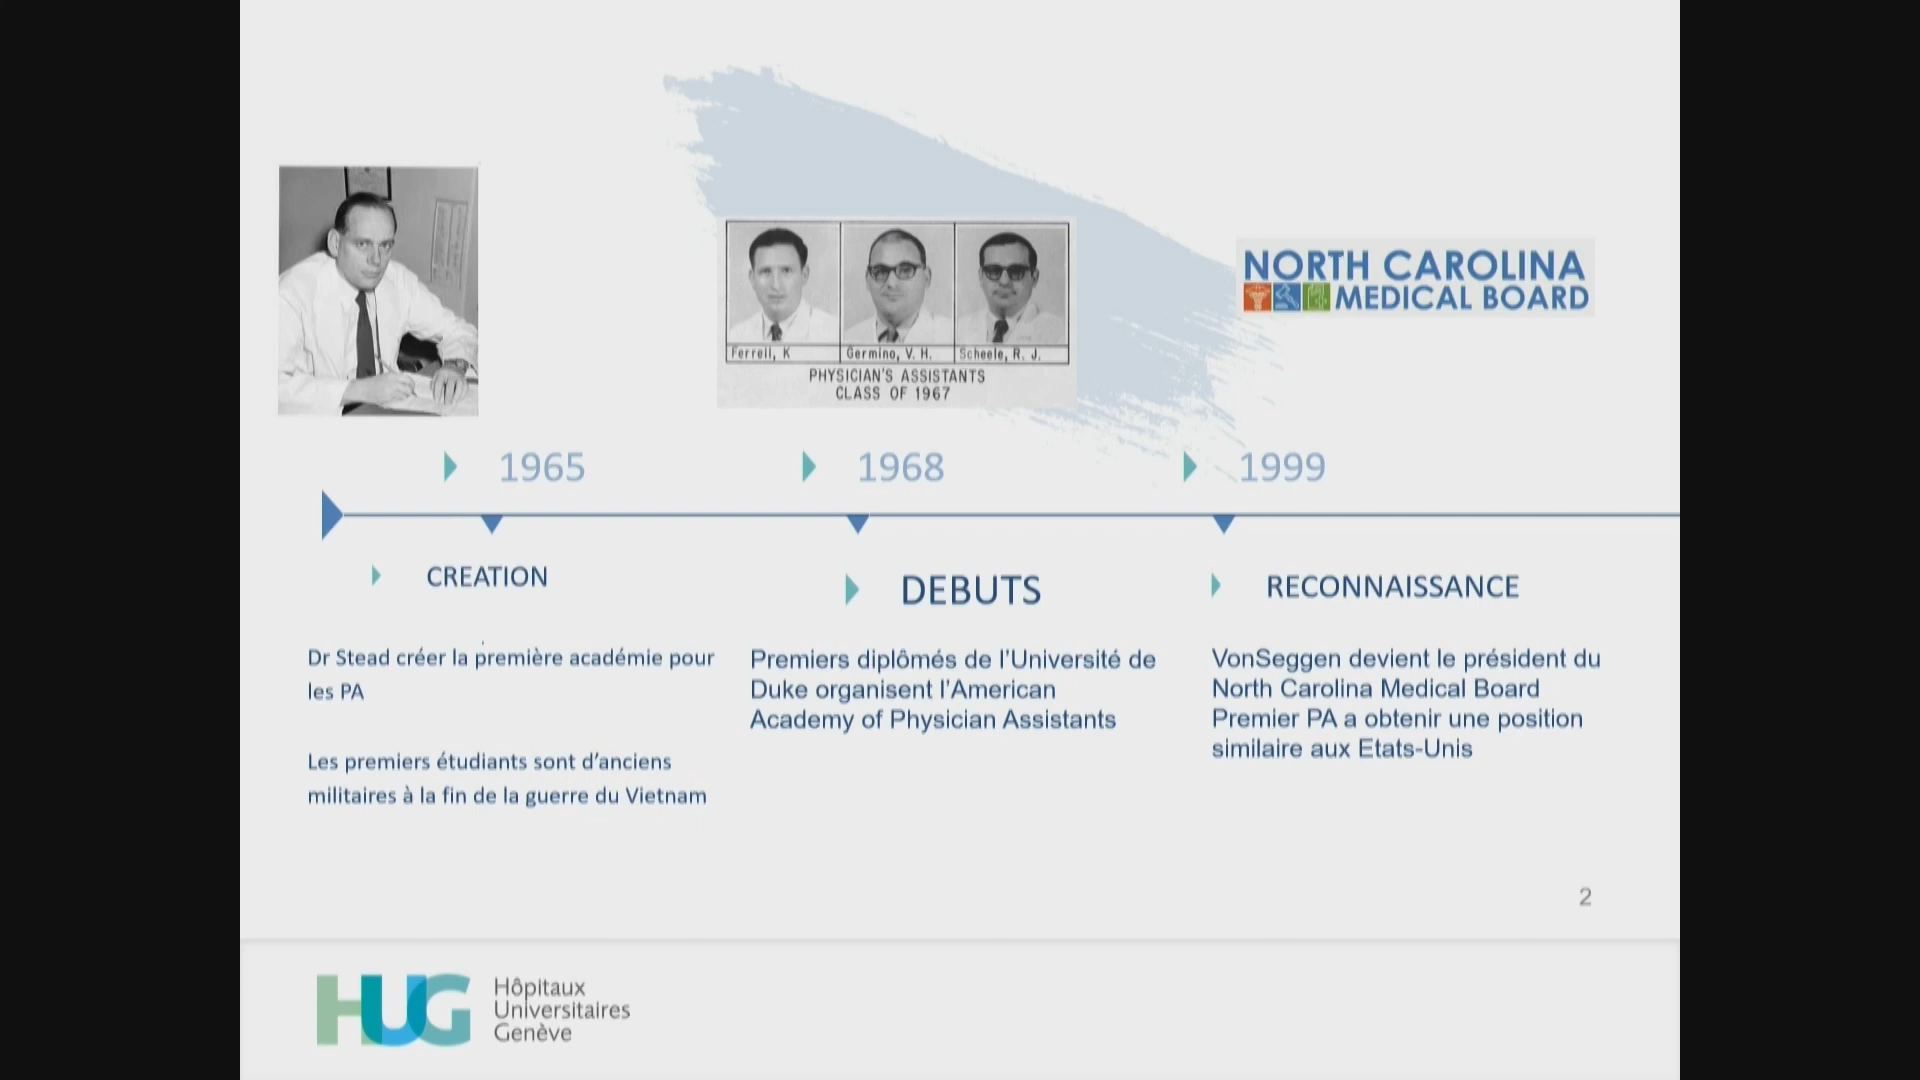 NORTH CAROLINA
MEDICAL BOARD
Ferrell, K
Germino, V. H.
Scheele, R. J.
PHYSICIAN'S ASSISTANTS
CLASS OF 1967
1965
1968
1999
CREATION
DEBUTS
RECONNAISSANCE
Dr Stead créer la première académie pour
les PA
Les premiers étudiants sont d’anciens
militaires à la fin de la guerre du Vietnam
Premiers diplômés de l’Université de
Duke organisent l’American
Academy of Physician Assistants
VonSeggen devient le président du
North Carolina Medical Board
Premier PA a obtenir une position
similaire aux Etats-Unis
2
HUG
Hôpitaux
Universitaires
Genève